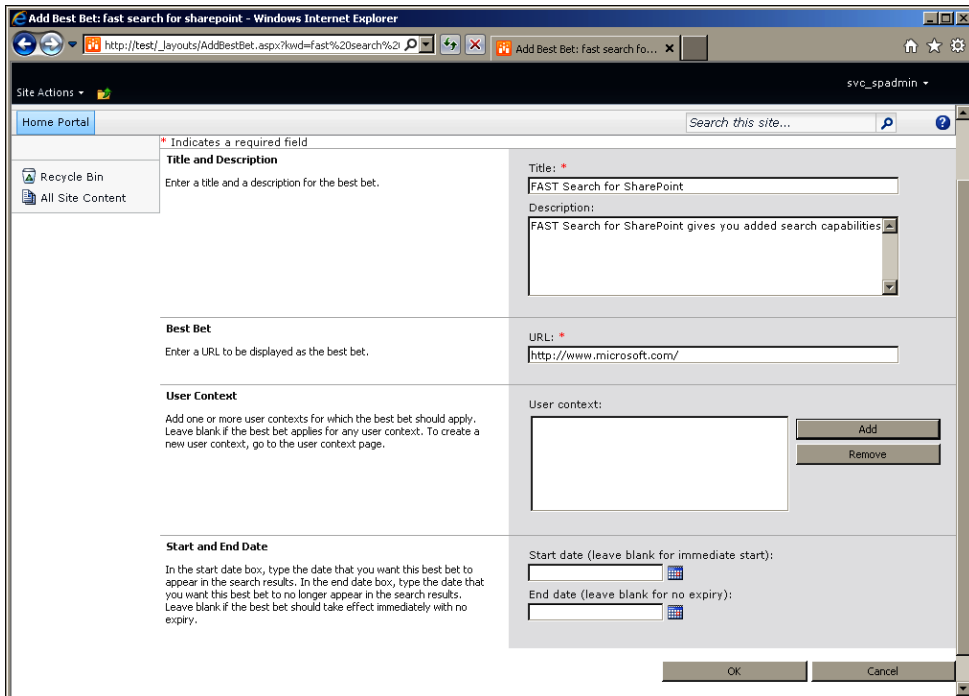 Add Best Bet: fast search for sharepoint - Windows Internet Explorer
http://test/_layouts/AddBestBet.aspx?kwd=fast%20search%2
Add Best Bet: fast search fo...
svc_spadmin
Site Actions
Home Portal
Search this site...
* Indicates a required field
Recycle Bin
All Site Content
Title and Description
Enter a title and a description for the best bet.
Title: *
FAST Search for SharePoint
Description:
FAST Search for SharePoint gives you added search capabilities
Best Bet
Enter a URL to be displayed as the best bet.
URL: *
http://www.microsoft.com/
User Context
Add one or more user contexts for which the best bet should apply.
Leave blank if the best bet applies for any user context. To create a
new user context, go to the user context page.
User context:
Add
Remove
Start and End Date
In the start date box, type the date that you want this best bet to
appear in the search results. In the end date box, type the date that
you want this best bet to no longer appear in the search results.
Leave blank if the best bet should take effect immediately with no
expiry.
Start date (leave blank for immediate start):
End date (leave blank for no expiry):
OK
Cancel